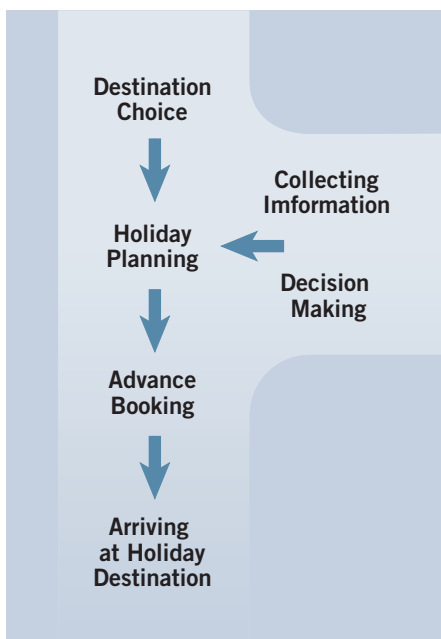 Destination
Choice
Collecting
Imformation
Holiday
Planning
Decision
Making
Advance
Booking
Arriving
at Holiday
Destination